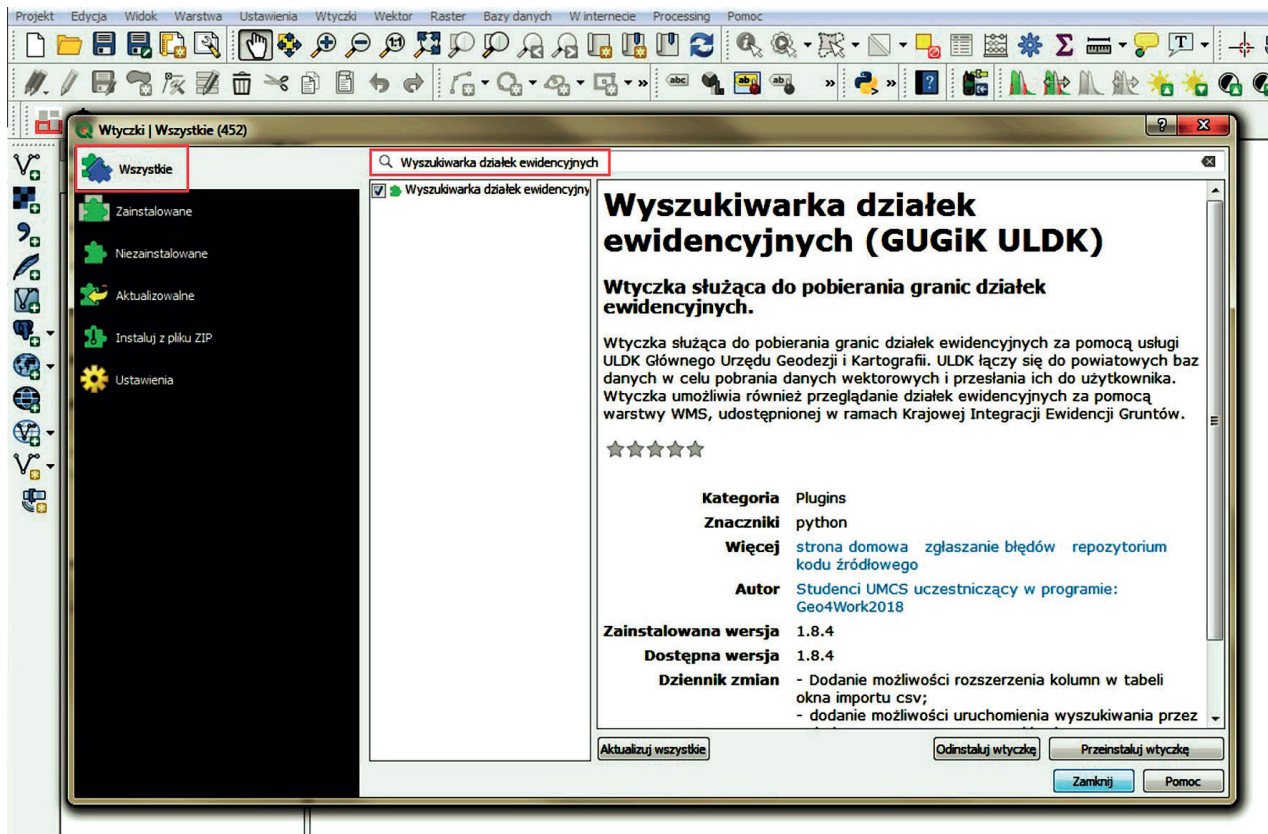 Projekt Edycja Widok Warstwa Ustawienia Wtyczki Wektor Raster Bazy danych W internecie Processing Pomoc
Wtyczki | Wszystkie (452)
Wszystkie
Zainstalowane
Niezainstalowane
Aktualizowalne
Instaluj z pliku ZIP
Ustawienia
Wyszukiwarka działek ewidencyjnych
Wyszukiwarka działek ewidencyjny
Wyszukiwarka działek
ewidencyjnych (GUGiK ULDK)
Wtyczka służąca do pobierania granic działek
ewidencyjnych.
Wtyczka służąca do pobierania granic działek ewidencyjnych za pomocą usługi
ULDK Głównego Urzędu Geodezji i Kartografii. ULDK łączy się do powiatowych baz
danych w celu pobrania danych wektorowych i przesłania ich do użytkownika.
Wtyczka umożliwia również przeglądanie działek ewidencyjnych za pomocą
warstwy WMS, udostępnionej w ramach Krajowej Integracji Ewidencji Gruntów.
Kategoria Plugins
Znaczniki python
Więcej strona domowa zgłaszanie błędów repozytorium
kodu źródłowego
Autor Studenci UMCS uczestniczący w programie:
Geo4Work2018
Zainstalowana wersja 1.8.4
Dostępna wersja 1.8.4
Dziennik zmian - Dodanie możliwości rozszerzenia kolumn w tabeli
okna importu csv;
- dodanie możliwości uruchomienia wyszukiwania przez
Aktualizuj wszystkie Odinstaluj wtyczkę Przeinstaluj wtyczkę
Zamknij Pomoc